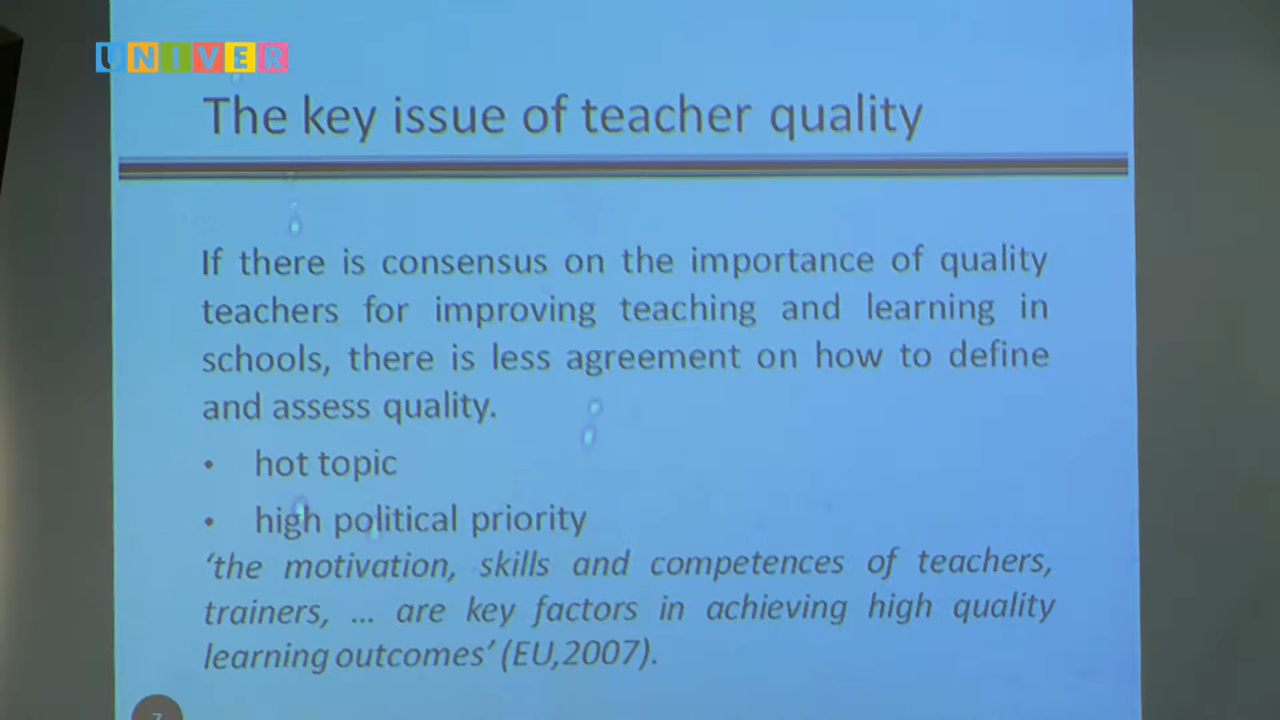 UNIVER
The key issue of teacher quality
If there is consensus on the importance of quality
teachers for improving teaching and learning in
schools, there is less agreement on how to define
and assess quality.
• hot topic
• high political priority
‘the motivation, skills and competences of teachers,
trainers, ... are key factors in achieving high quality
learning outcomes’ (EU,2007).
7